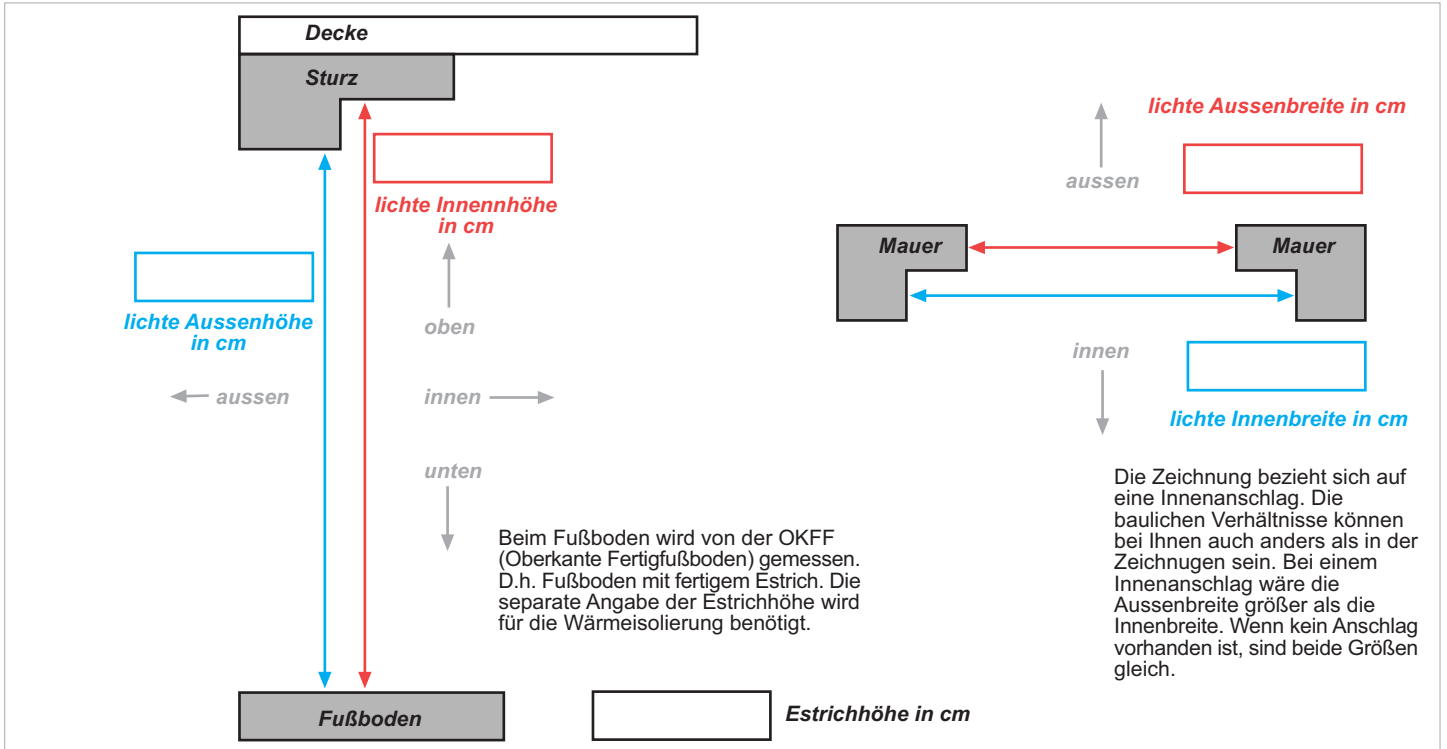 Decke
Sturz
lichte Innennhöhe
in cm
lichte Aussenhöhe
in cm
oben
aussen
innen
unten
Beim Fußboden wird von der OKFF
(Oberkante Fertigfußboden) gemessen.
D.h. Fußboden mit fertigem Estrich. Die
separate Angabe der Estrichhöhe wird
für die Wärmeisolierung benötigt.
Fußboden
Estrichhöhe in cm
lichte Aussenbreite in cm
aussen
Mauer
Mauer
innen
lichte Innenbreite in cm
Die Zeichnung bezieht sich auf
eine Innenanschlag. Die
baulichen Verhältnisse können
bei Ihnen auch anders als in der
Zeichnugen sein. Bei einem
Innenanschlag wäre die
Aussenbreite größer als die
Innenbreite. Wenn kein Anschlag
vorhanden ist, sind beide Größen
gleich.